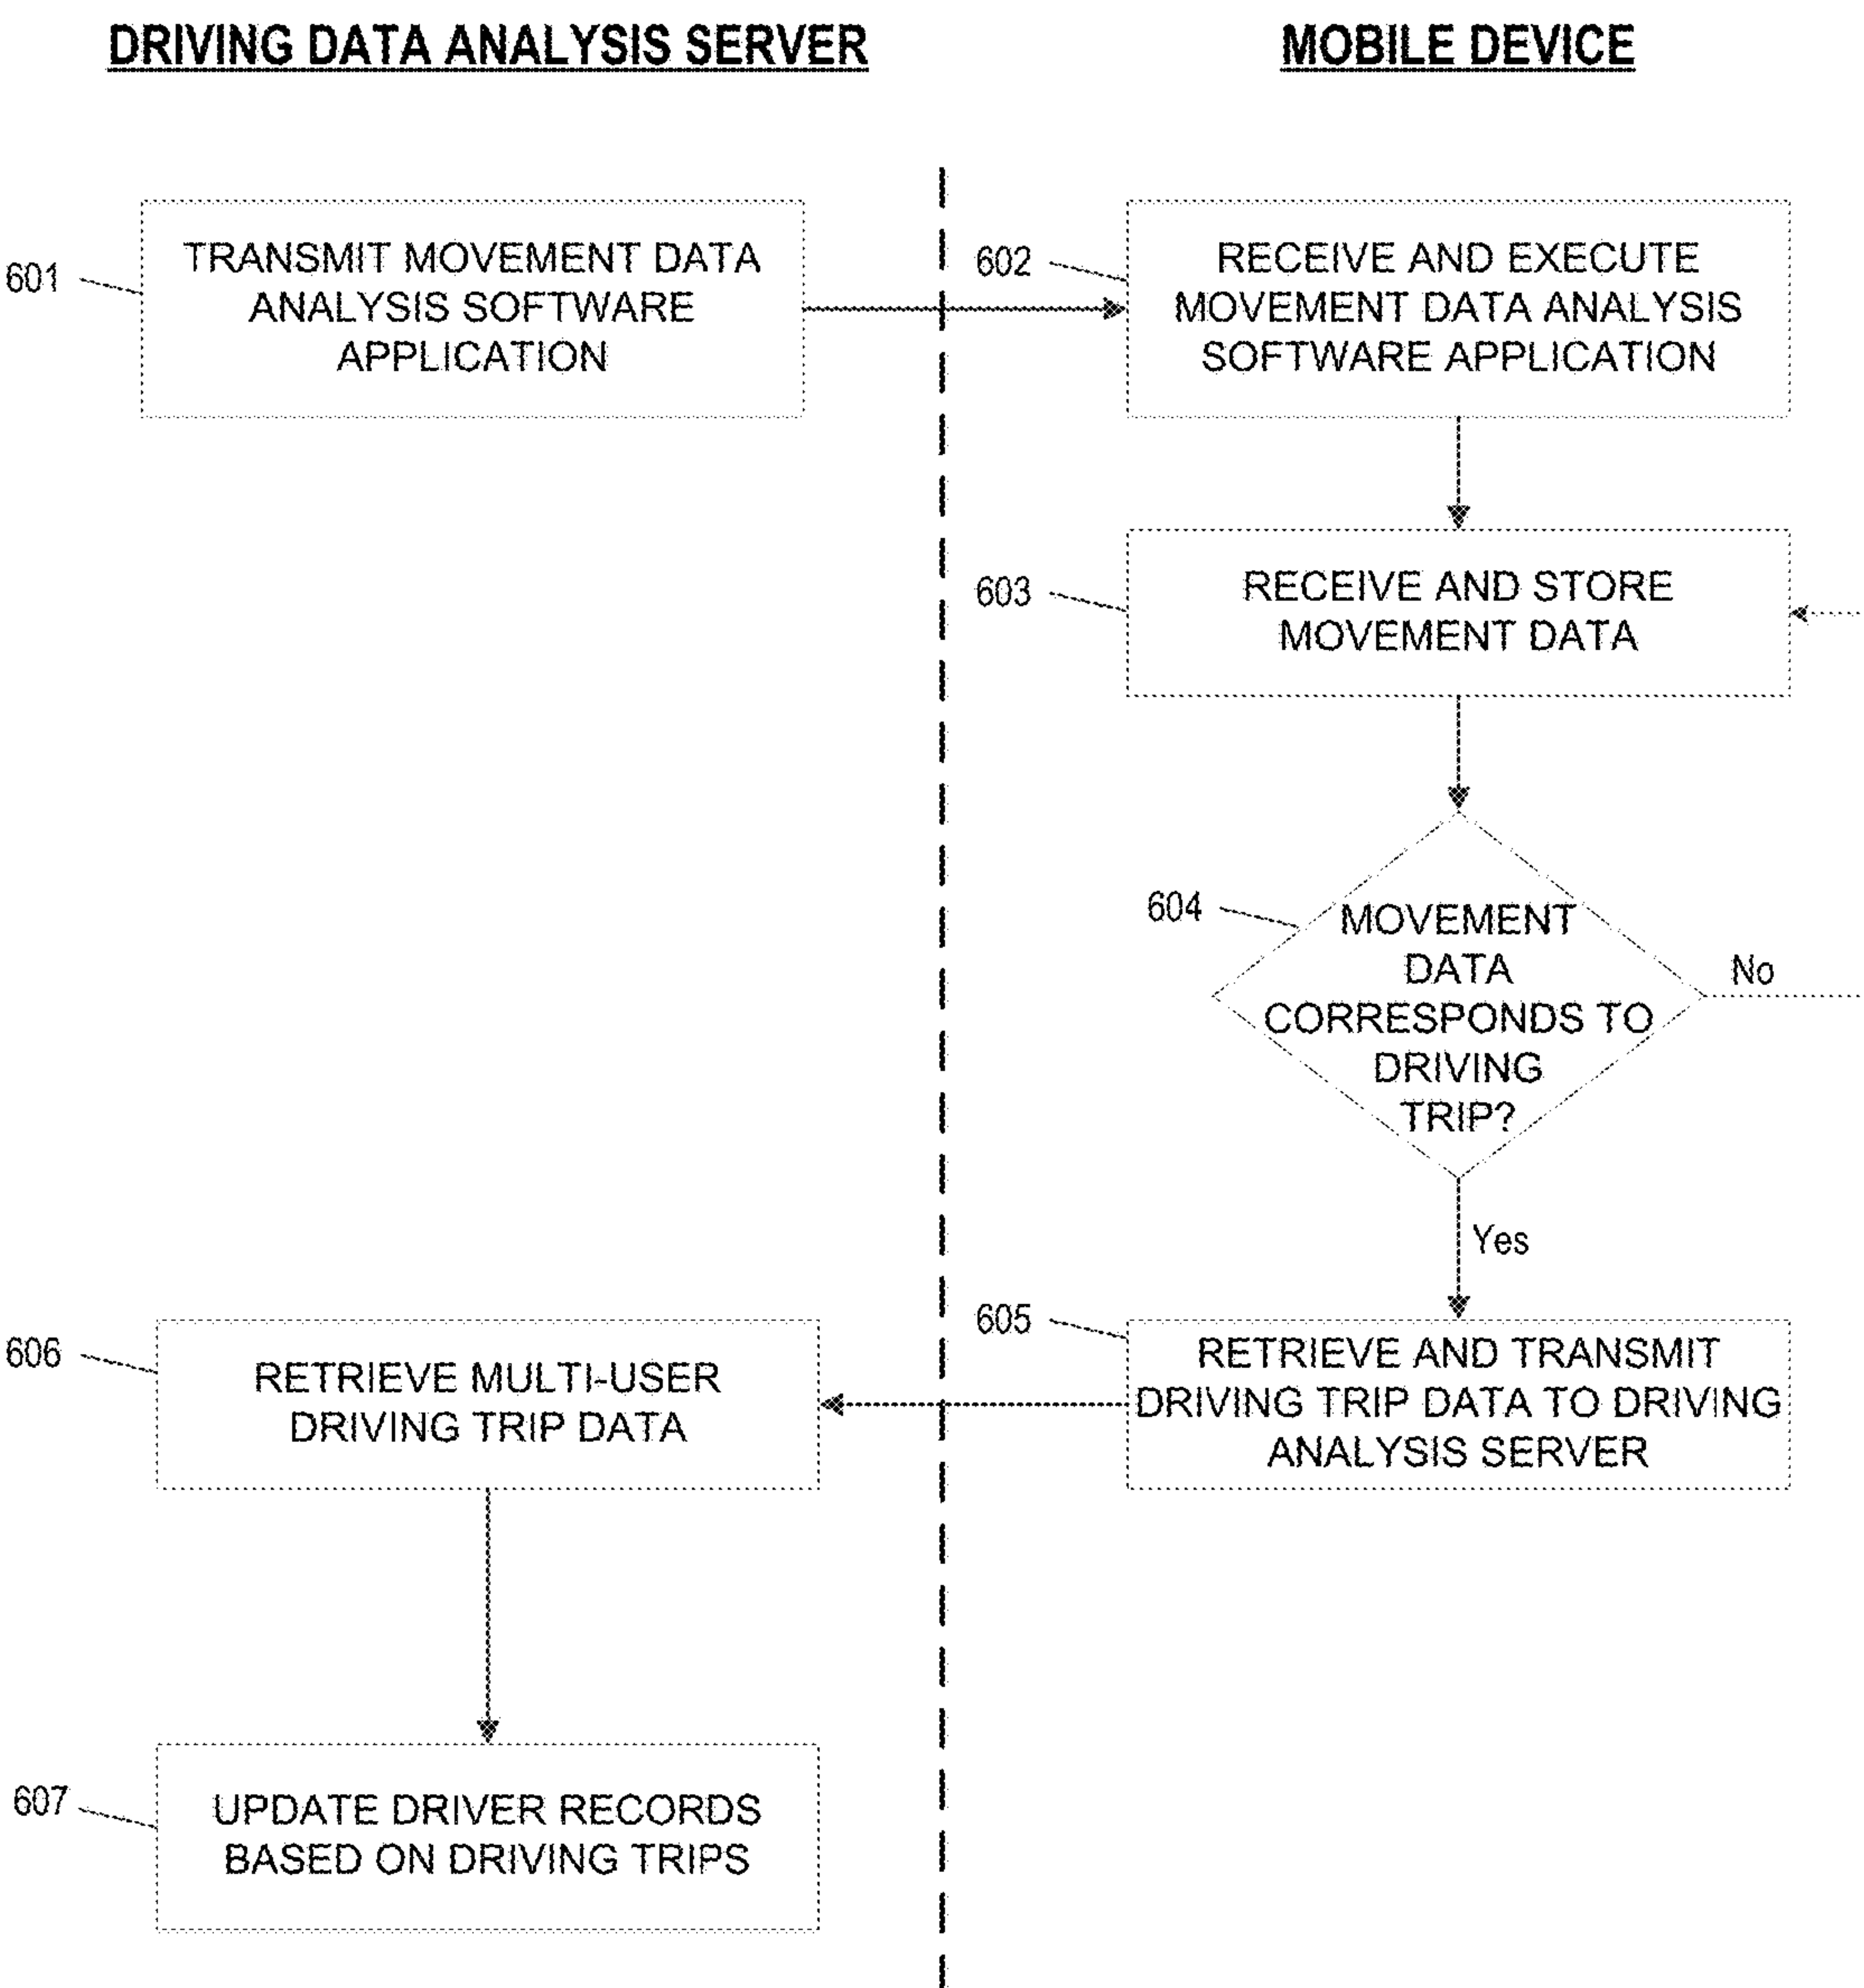 DRIVING DATA ANALYSIS SERVER
MOBILE DEVICE
601
TRANSMIT MOVEMENT DATA
ANALYSIS SOFTWARE
APPLICATION
602
RECEIVE AND EXECUTE
MOVEMENT DATA ANALYSIS
SOFTWARE APPLICATION
603
RECEIVE AND STORE
MOVEMENT DATA
604
MOVEMENT
DATA
CORRESPONDS TO
DRIVING
TRIP?
No
Yes
605
RETRIEVE AND TRANSMIT
DRIVING TRIP DATA TO DRIVING
ANALYSIS SERVER
606
RETRIEVE MULTI-USER
DRIVING TRIP DATA
607
UPDATE DRIVER RECORDS
BASED ON DRIVING TRIPS